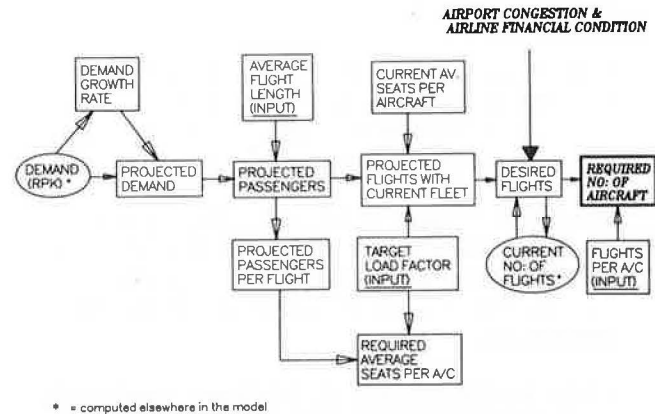 AIRPORT CONGESTION &
AIRLINE FINANCIAL CONDITION
DEMAND
GROWTH
RATE
AVERAGE
FLIGHT
LENGTH
(INPUT)
CURRENT AV.
SEATS PER
AIRCRAFT
DEMAND
(RPK) *
PROJECTED
DEMAND
PROJECTED
PASSENGERS
PROJECTED
FLIGHTS WITH
CURRENT FLEET
DESIRED
FLIGHTS
REQUIRED
NO: OF
AIRCRAFT
PROJECTED
PASSENGERS
PER FLIGHT
TARGET
LOAD FACTOR
(INPUT)
CURRENT
NO: OF
FLIGHTS *
FLIGHTS
PER A/C
(INPUT)
REQUIRED
AVERAGE
SEATS PER A/C
* = computed elsewhere in the model